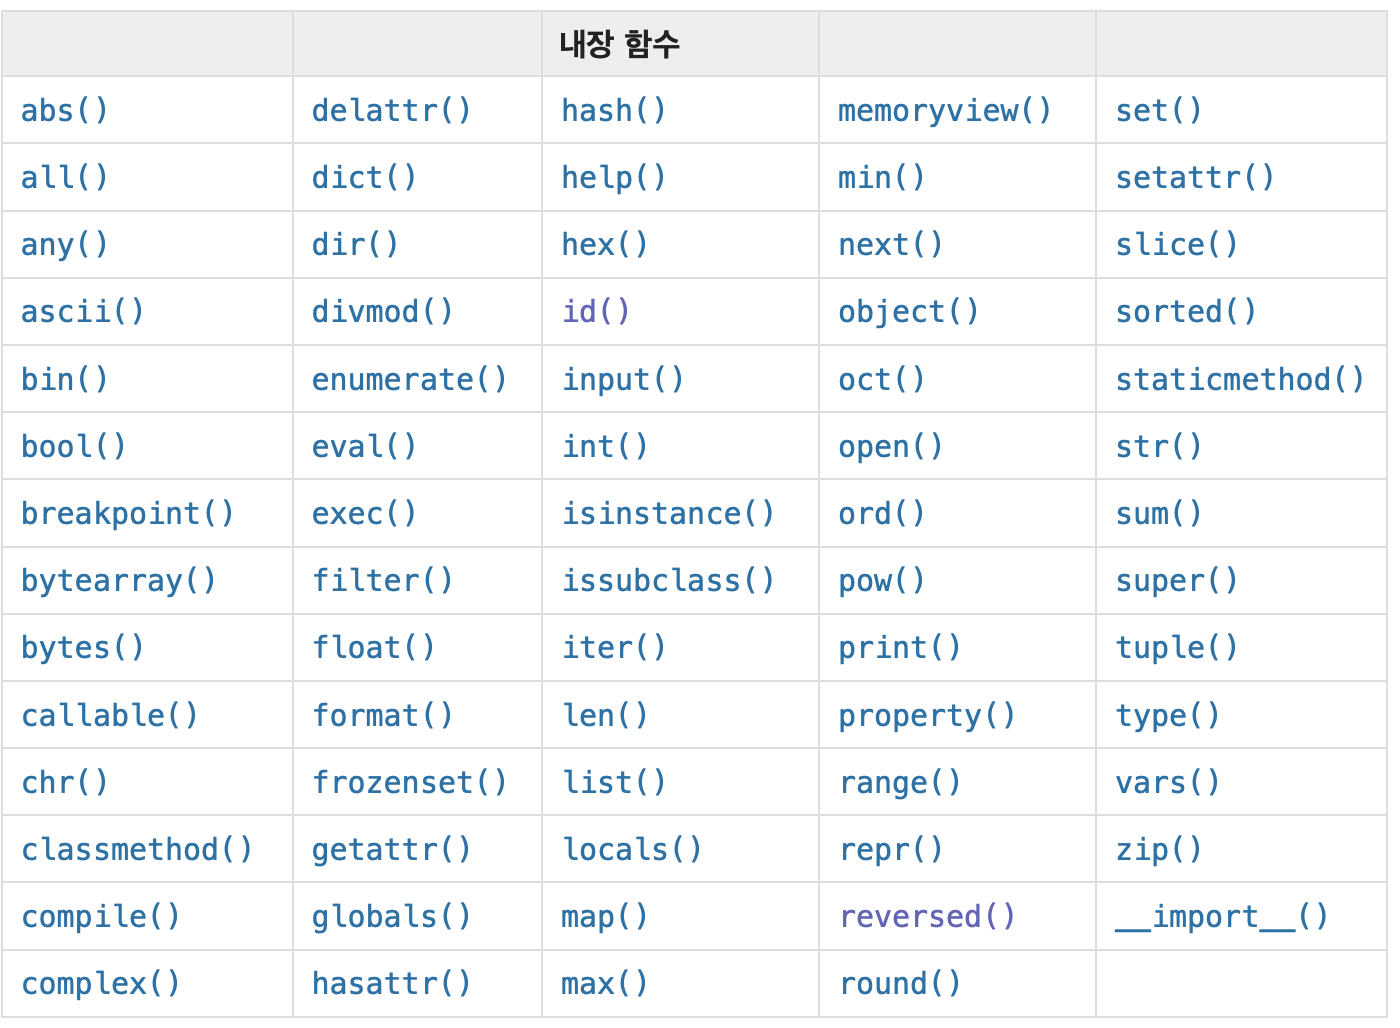 내장 함수
abs() delattr() hash() memoryview() set()
all() dict() help() min() setattr()
any() dir() hex() next() slice()
ascii() divmod() id() object() sorted()
bin() enumerate() input() oct() staticmethod()
bool() eval() int() open() str()
breakpoint() exec() isinstance() ord() sum()
bytearray() filter() issubclass() pow() super()
bytes() float() iter() print() tuple()
callable() format() len() property() type()
chr() frozenset() list() range() vars()
classmethod() getattr() locals() repr() zip()
compile() globals() map() reversed() __import__()
complex() hasattr() max() round()